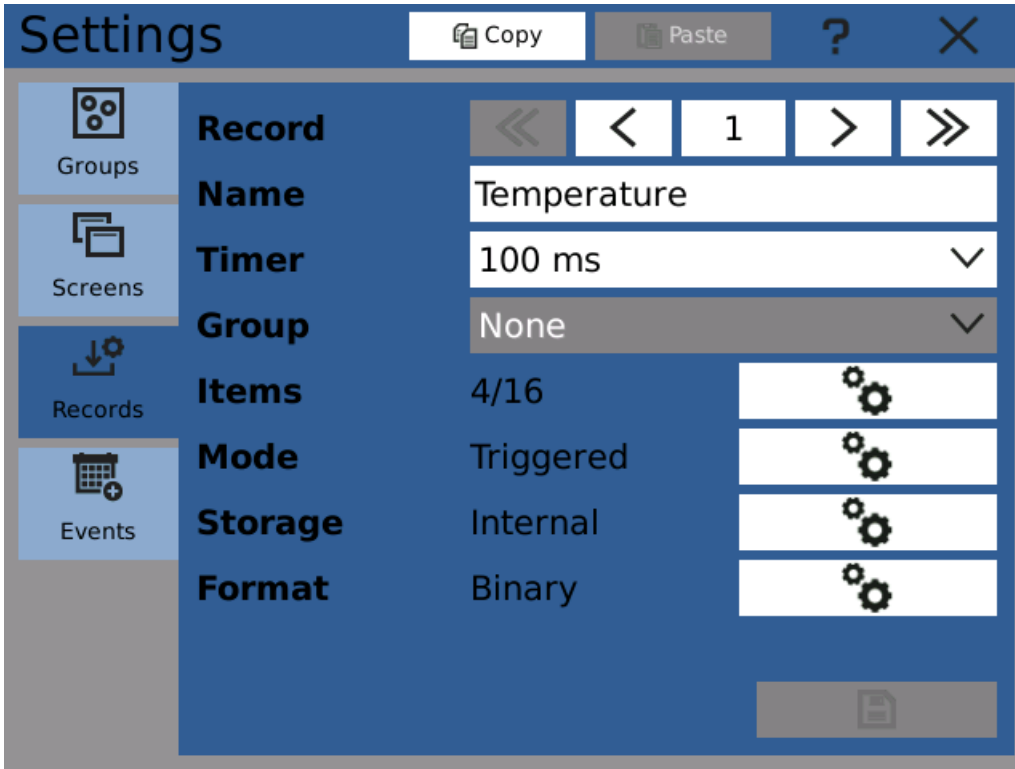 Settings
Copy
Paste
?
Groups
Screens
Records
Events
Record
1
Name
Temperature
Timer
100 ms
Group
None
Items
4/16
Mode
Triggered
Storage
Internal
Format
Binary